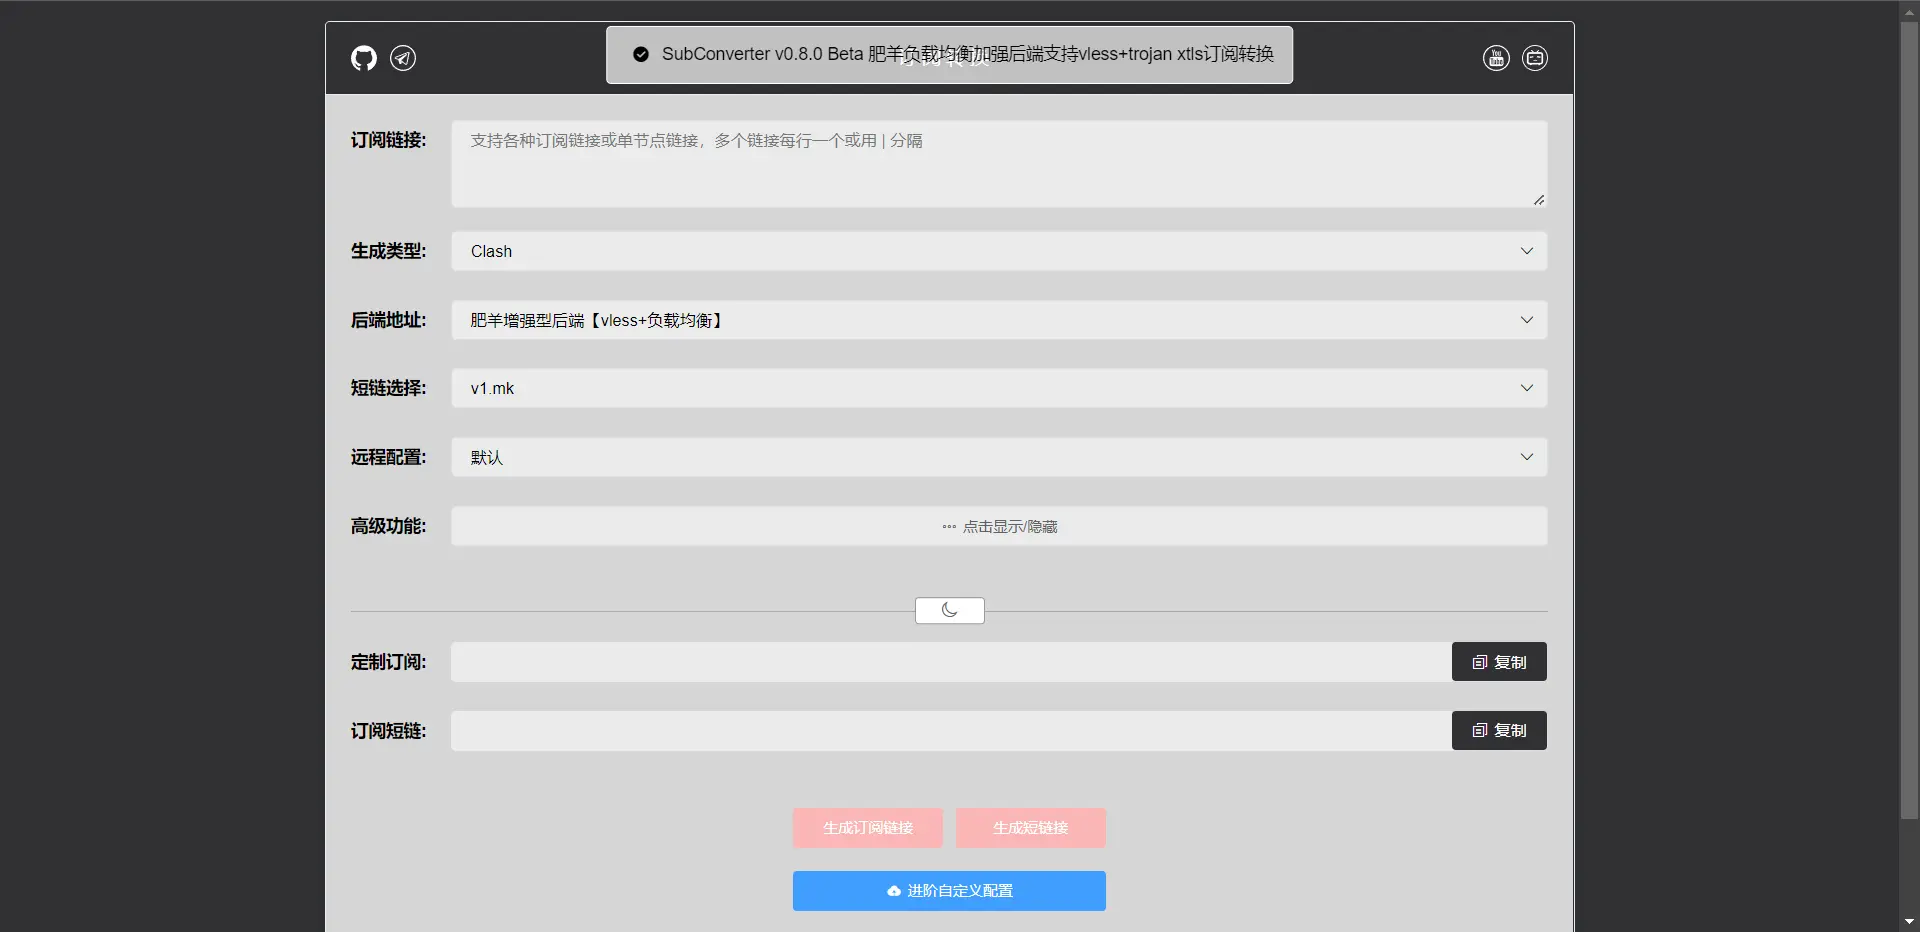 SubConverter v0.8.0 Beta 肥羊负载均衡加强后端支持vless+trojan xtls订阅转换
订阅链接:
支持各种订阅链接或单节点链接，多个链接每行一个或用 | 分隔
生成类型:
Clash
后端地址:
肥羊增强型后端【vless+负载均衡】
短链选择:
v1.mk
远程配置:
默认
高级功能:
点击显示/隐藏
定制订阅:
复制
订阅短链:
复制
生成订阅链接 生成短链接
进阶自定义配置